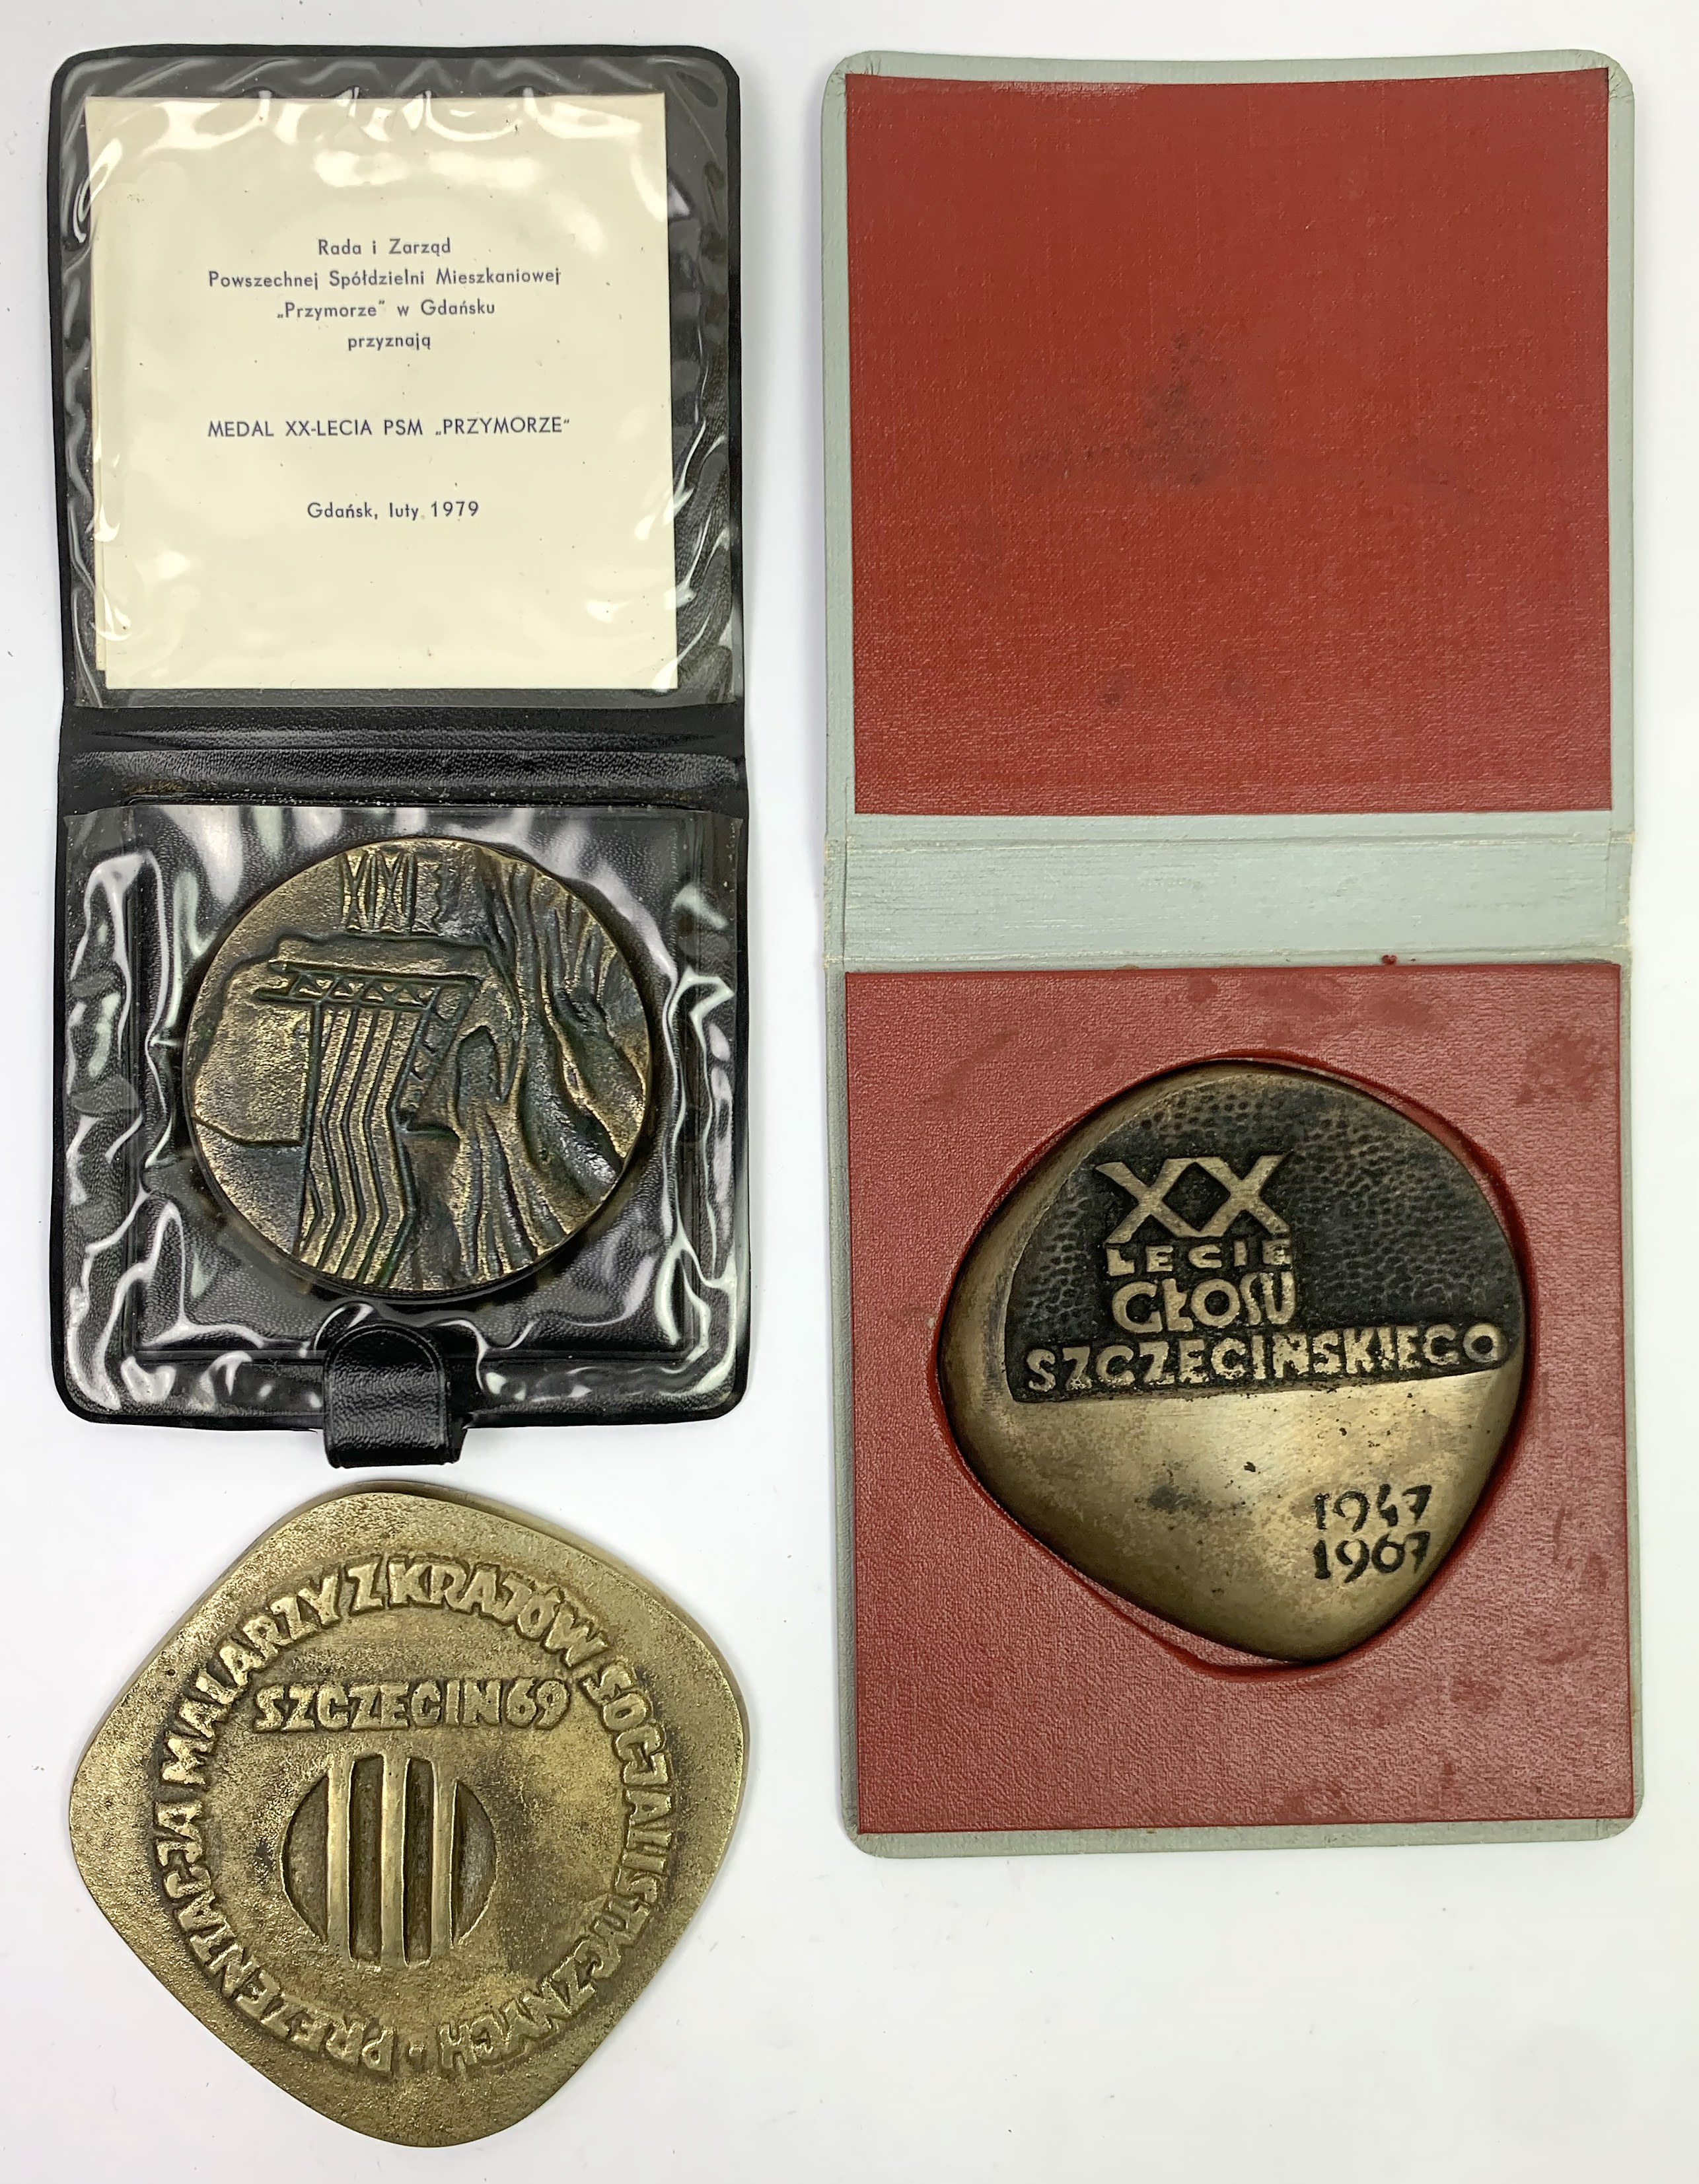 Rada i Zarząd
Powszechnej Spółdzielni Mieszkaniowej
„Przymorze” w Gdańsku
przyznają
MEDAL XX-LECIA PSM „PRZYMORZE“
Gdańsk, luty 1979
XX
LECIE
GŁOSU
SZCZECIŃSKIEGO
1947
1967
PREZENTACJA MALARZY Z KRAJÓW SOCJALISTYCZNYCH •
SZCZECIN 69